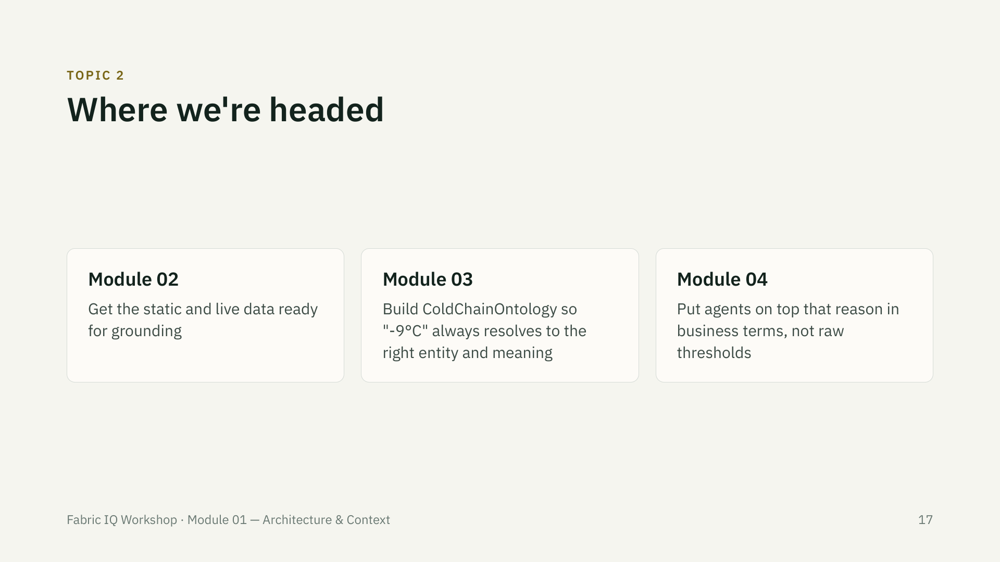 TOPIC 2
Where we're headed
Module 02
Get the static and live data ready
for grounding
Module 03
Build ColdChainOntology so
"-9°C" always resolves to the
right entity and meaning
Module 04
Put agents on top that reason in
business terms, not raw
thresholds
Fabric IQ Workshop · Module 01 — Architecture & Context
17